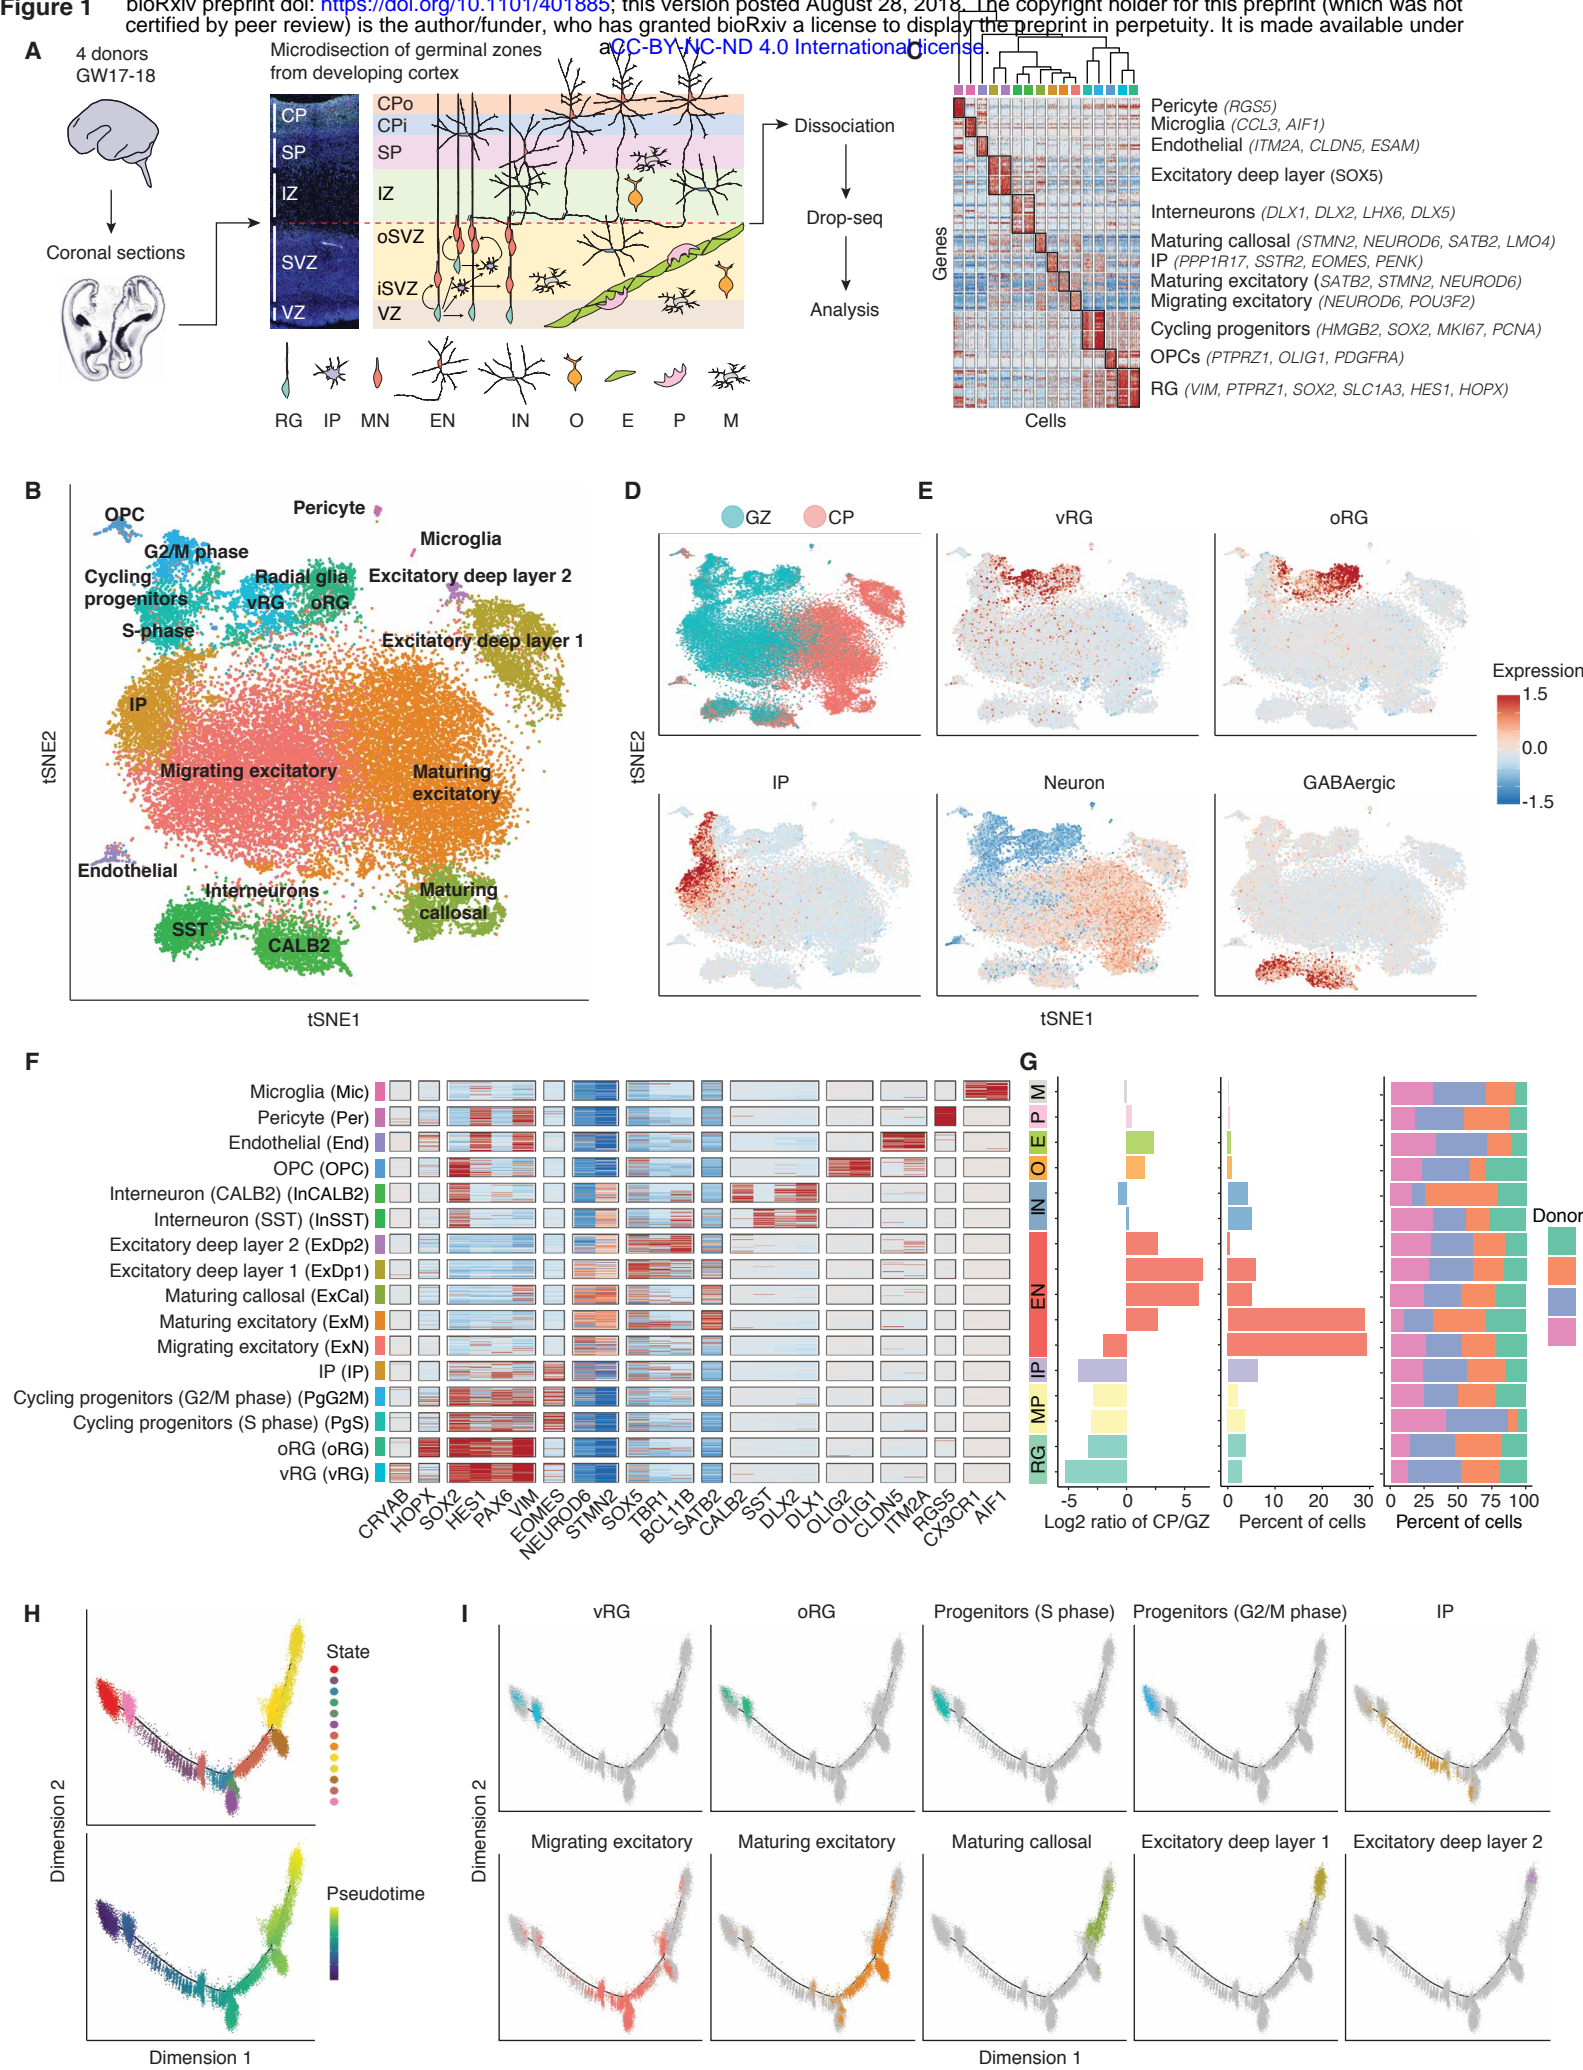 Figure 1
bioRxiv preprint doi: https://doi.org/10.1101/401885; this version posted August 28, 2018. The copyright holder for this preprint (which was not
certified by peer review) is the author/funder, who has granted bioRxiv a license to display the preprint in perpetuity. It is made available under
aCC-BY-NC-ND 4.0 International license.
A
4 donors
GW17-18
Coronal sections
Microdisection of germinal zones
from developing cortex
CP
SP
IZ
SVZ
VZ
CPo
CPi
SP
IZ
oSVZ
iSVZ
VZ
RG IP MN EN IN O E P M
Dissociation
Drop-seq
Analysis
C
Genes
Cells
Pericyte (RGS5)
Microglia (CCL3, AIF1)
Endothelial (ITM2A, CLDN5, ESAM)
Excitatory deep layer (SOX5)
Interneurons (DLX1, DLX2, LHX6, DLX5)
Maturing callosal (STMN2, NEUROD6, SATB2, LMO4)
IP (PPP1R17, SSTR2, EOMES, PENK)
Maturing excitatory (SATB2, STMN2, NEUROD6)
Migrating excitatory (NEUROD6, POU3F2)
Cycling progenitors (HMGB2, SOX2, MKI67, PCNA)
OPCs (PTPRZ1, OLIG1, PDGFRA)
RG (VIM, PTPRZ1, SOX2, SLC1A3, HES1, HOPX)
B
OPC
Pericyte
G2/M phase
Microglia
Cycling
progenitors
Radial glia
Excitatory deep layer 2
vRG
oRG
S-phase
Excitatory deep layer 1
IP
Migrating excitatory
Maturing
excitatory
Endothelial
Interneurons
Maturing
callosal
SST
CALB2
tSNE2
tSNE1
D
GZ
CP
E
vRG
oRG
IP
Neuron
GABAergic
tSNE2
tSNE1
Expression
1.5
0.0
-1.5
F
Microglia (Mic)
Pericyte (Per)
Endothelial (End)
OPC (OPC)
Interneuron (CALB2) (InCALB2)
Interneuron (SST) (InSST)
Excitatory deep layer 2 (ExDp2)
Excitatory deep layer 1 (ExDp1)
Maturing callosal (ExCal)
Maturing excitatory (ExM)
Migrating excitatory (ExN)
IP (IP)
Cycling progenitors (G2/M phase) (PgG2M)
Cycling progenitors (S phase) (PgS)
oRG (oRG)
vRG (vRG)
CRYAB
HOPX
SOX2
HES1
PAX6
VIM
EOMES
NEUROD6
STMN2
SOX5
TBR1
BCL11B
SATB2
CALB2
SST
DLX2
DLX1
OLIG2
OLIG1
CLDN5
ITM2A
RGS5
CX3CR1
AIF1
G
M
P
E
O
IN
EN
IP
MP
RG
-5 0 5
Log2 ratio of CP/GZ
0 10 20 30
Percent of cells
0 25 50 75 100
Percent of cells
Donor
H
State
Pseudotime
Dimension 2
Dimension 1
I
vRG
oRG
Progenitors (S phase)
Progenitors (G2/M phase)
IP
Migrating excitatory
Maturing excitatory
Maturing callosal
Excitatory deep layer 1
Excitatory deep layer 2
Dimension 2
Dimension 1